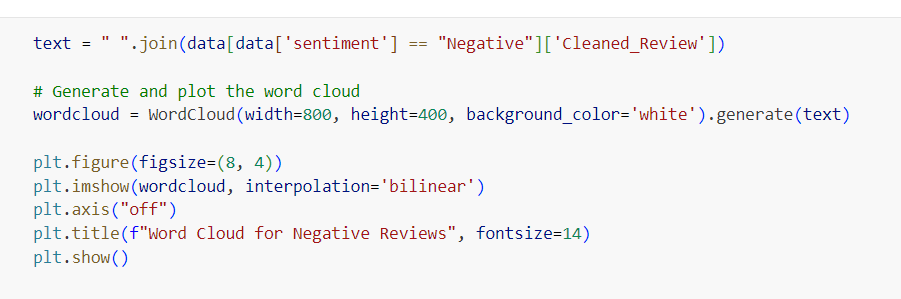 text = " ".join(data[data['sentiment'] == "Negative"]['Cleaned_Review'])
# Generate and plot the word cloud
wordcloud = WordCloud(width=800, height=400, background_color='white').generate(text)
plt.figure(figsize=(8, 4))
plt.imshow(wordcloud, interpolation='bilinear')
plt.axis("off")
plt.title(f"Word Cloud for Negative Reviews", fontsize=14)
plt.show()